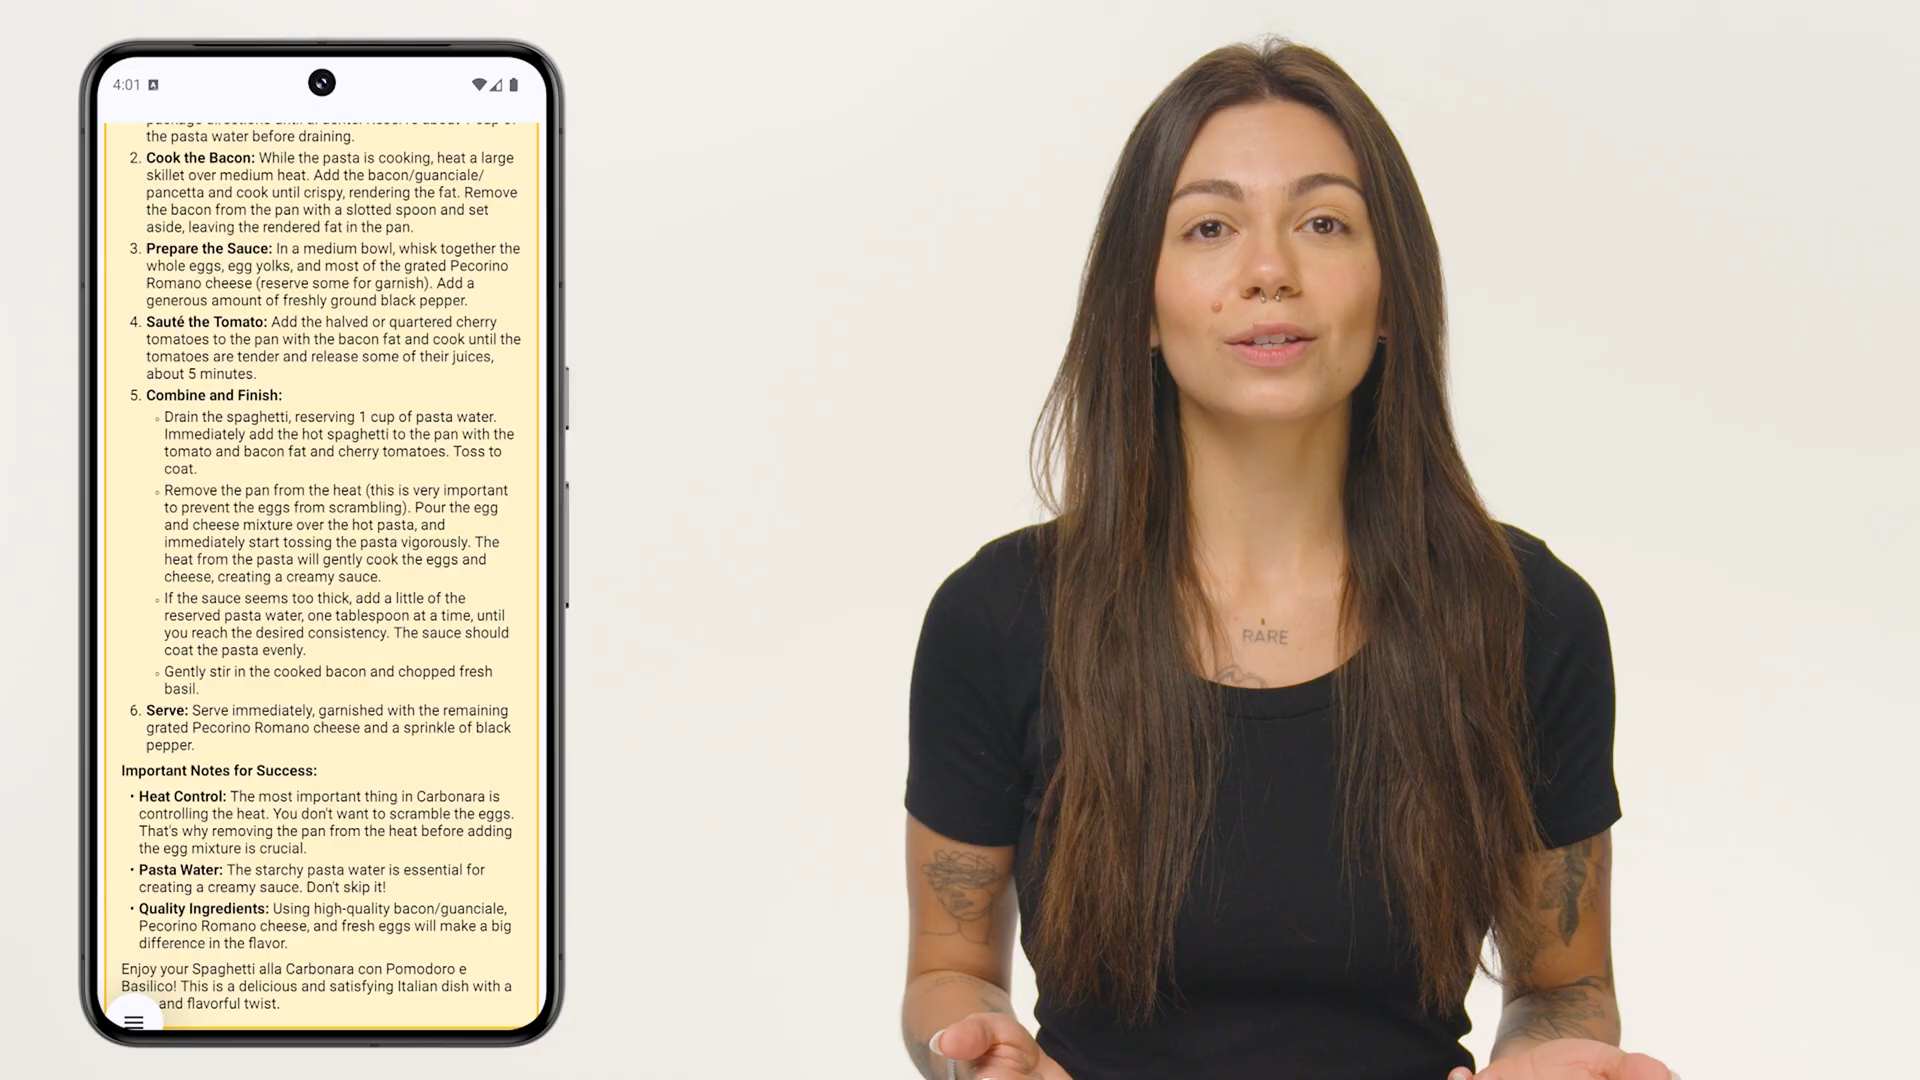 4:01
the pasta water before draining.
2. Cook the Bacon: While the pasta is cooking, heat a large
skillet over medium heat. Add the bacon/guanciale/
pancetta and cook until crispy, rendering the fat. Remove
the bacon from the pan with a slotted spoon and set
aside, leaving the rendered fat in the pan.
3. Prepare the Sauce: In a medium bowl, whisk together the
whole eggs, egg yolks, and most of the grated Pecorino
Romano cheese (reserve some for garnish). Add a
generous amount of freshly ground black pepper.
4. Sauté the Tomato: Add the halved or quartered cherry
tomatoes to the pan with the bacon fat and cook until the
tomatoes are tender and release some of their juices,
about 5 minutes.
5. Combine and Finish:
◦ Drain the spaghetti, reserving 1 cup of pasta water.
Immediately add the hot spaghetti to the pan with the
tomato and bacon fat and cherry tomatoes. Toss to
coat.
◦ Remove the pan from the heat (this is very important
to prevent the eggs from scrambling). Pour the egg
and cheese mixture over the hot pasta, and
immediately start tossing the pasta vigorously. The
heat from the pasta will gently cook the eggs and
cheese, creating a creamy sauce.
◦ If the sauce seems too thick, add a little of the
reserved pasta water, one tablespoon at a time, until
you reach the desired consistency. The sauce should
coat the pasta evenly.
◦ Gently stir in the cooked bacon and chopped fresh
basil.
6. Serve: Serve immediately, garnished with the remaining
grated Pecorino Romano cheese and a sprinkle of black
pepper.
Important Notes for Success:
• Heat Control: The most important thing in Carbonara is
controlling the heat. You don't want to scramble the eggs.
That's why removing the pan from the heat before adding
the egg mixture is crucial.
• Pasta Water: The starchy pasta water is essential for
creating a creamy sauce. Don't skip it!
• Quality Ingredients: Using high-quality bacon/guanciale,
Pecorino Romano cheese, and fresh eggs will make a big
difference in the flavor.
Enjoy your Spaghetti alla Carbonara con Pomodoro e
Basilico! This is a delicious and satisfying Italian dish with a
and flavorful twist.
RARE